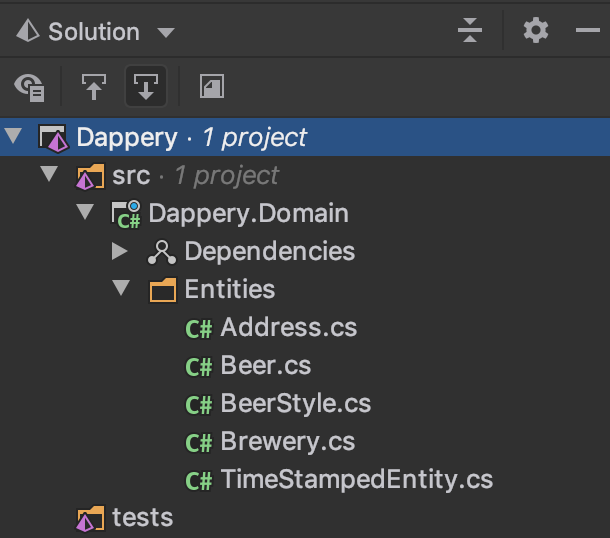 Solution
Dappery · 1 project
src · 1 project
C# Dappery.Domain
Dependencies
Entities
C# Address.cs
C# Beer.cs
C# BeerStyle.cs
C# Brewery.cs
C# TimeStampedEntity.cs
tests